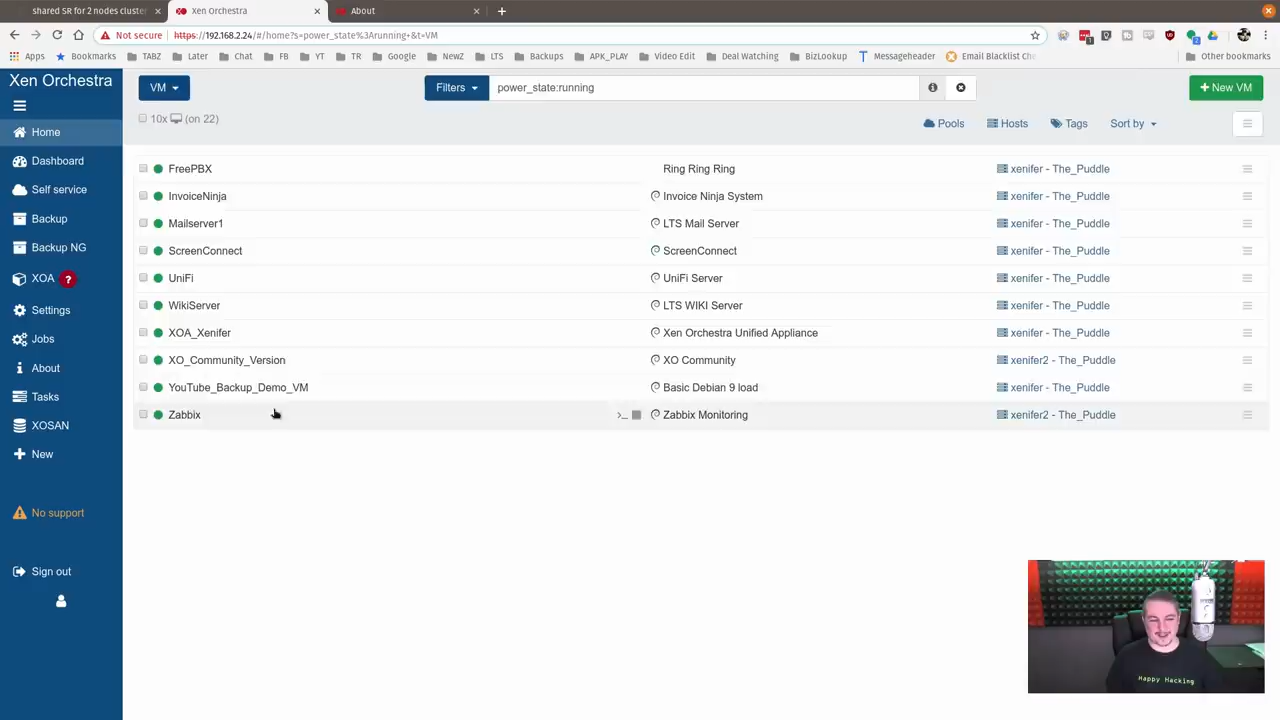 shared SR for 2 nodes cluster
Xen Orchestra
About
Not secure
https://192.168.2.24/#/home?s=power_state%3Arunning+&t=VM
Apps
Bookmarks
TABZ
Later
Chat
FB
YT
TR
Google
NewZ
LTS
Backups
APK_PLAY
Video Edit
Deal Watching
BizLookup
Messageheader
Email Blacklist Che
Other bookmarks
Xen Orchestra
VM
Filters
power_state:running
New VM
10x (on 22)
Pools
Hosts
Tags
Sort by
Home
Dashboard
Self service
Backup
Backup NG
XOA ?
Settings
Jobs
About
Tasks
XOSAN
New
No support
Sign out
FreePBX Ring Ring Ring xenifer - The_Puddle
InvoiceNinja Invoice Ninja System xenifer - The_Puddle
Mailserver1 LTS Mail Server xenifer - The_Puddle
ScreenConnect ScreenConnect xenifer - The_Puddle
UniFi UniFi Server xenifer - The_Puddle
WikiServer LTS WIKI Server xenifer - The_Puddle
XOA_Xenifer Xen Orchestra Unified Appliance xenifer - The_Puddle
XO_Community_Version XO Community xenifer2 - The_Puddle
YouTube_Backup_Demo_VM Basic Debian 9 load xenifer - The_Puddle
Zabbix >_ Zabbix Monitoring xenifer2 - The_Puddle
Happy Hacking